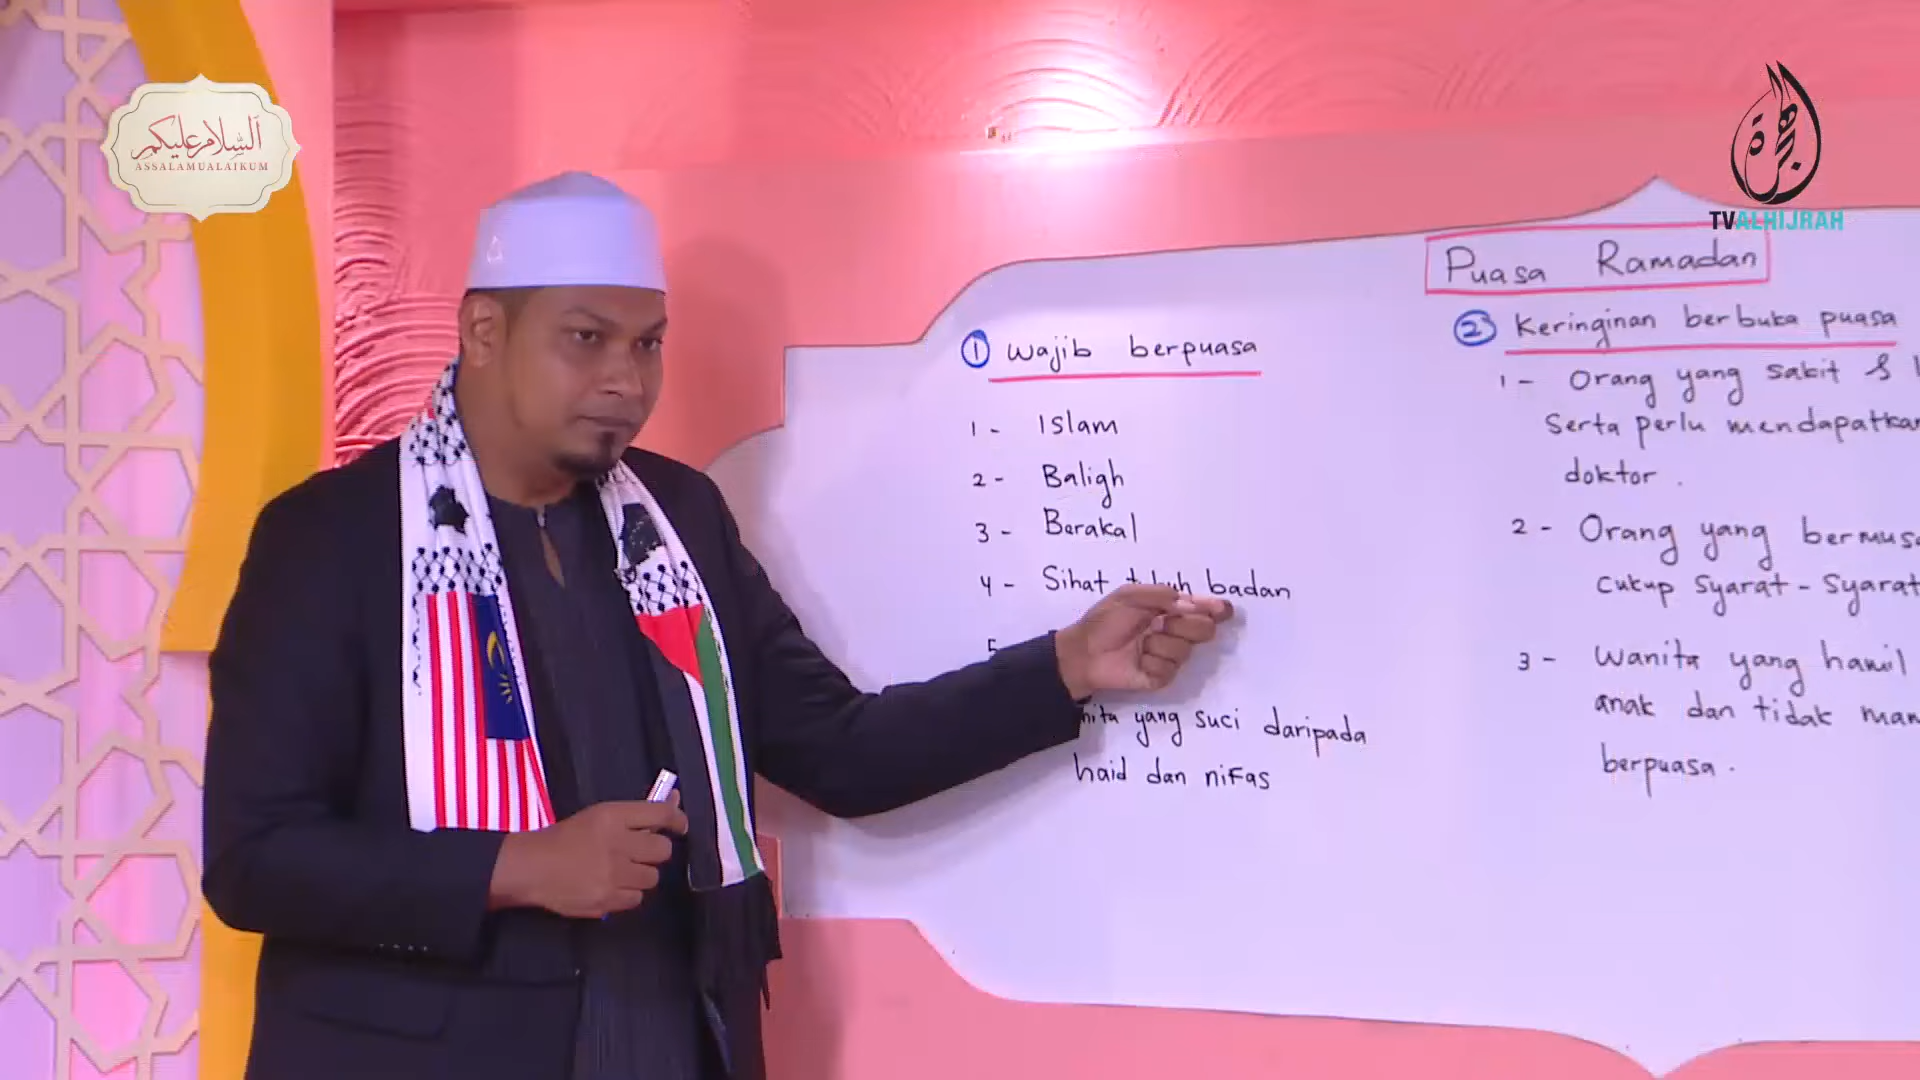 السلام عليكم
ASSALAMUALAIKUM
هجرة
TVALHIJRAH
Puasa Ramadan
1 Wajib berpuasa
1 - Islam
2 - Baligh
3 - Berakal
4 - Sihat tubuh badan
5 -
yang suci daripada
haid dan nifas
2 Keringinan berbuka puasa
1 - Orang yang sakit &
serta perlu mendapatkan
doktor .
2 - Orang yang
cukup syarat - syarat
3 - Wanita yang hamil
anak dan tidak
berpuasa .